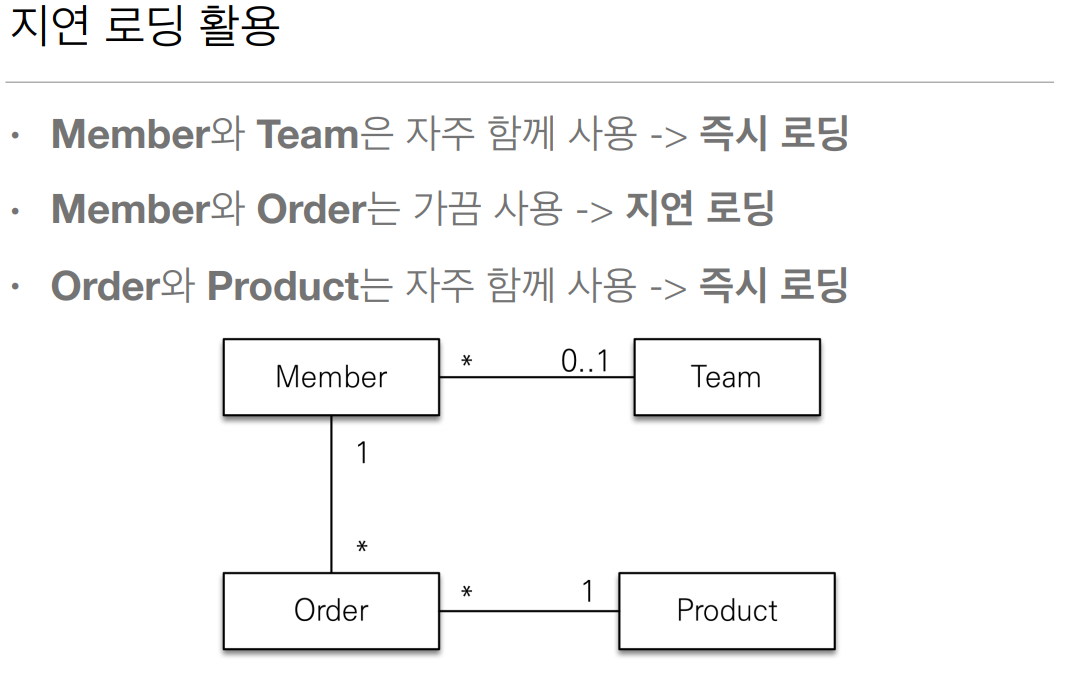 지연 로딩 활용
• Member와 Team은 자주 함께 사용 -> 즉시 로딩
• Member와 Order는 가끔 사용 -> 지연 로딩
• Order와 Product는 자주 함께 사용 -> 즉시 로딩
Member * 0..1 Team
1
*
Order * 1 Product